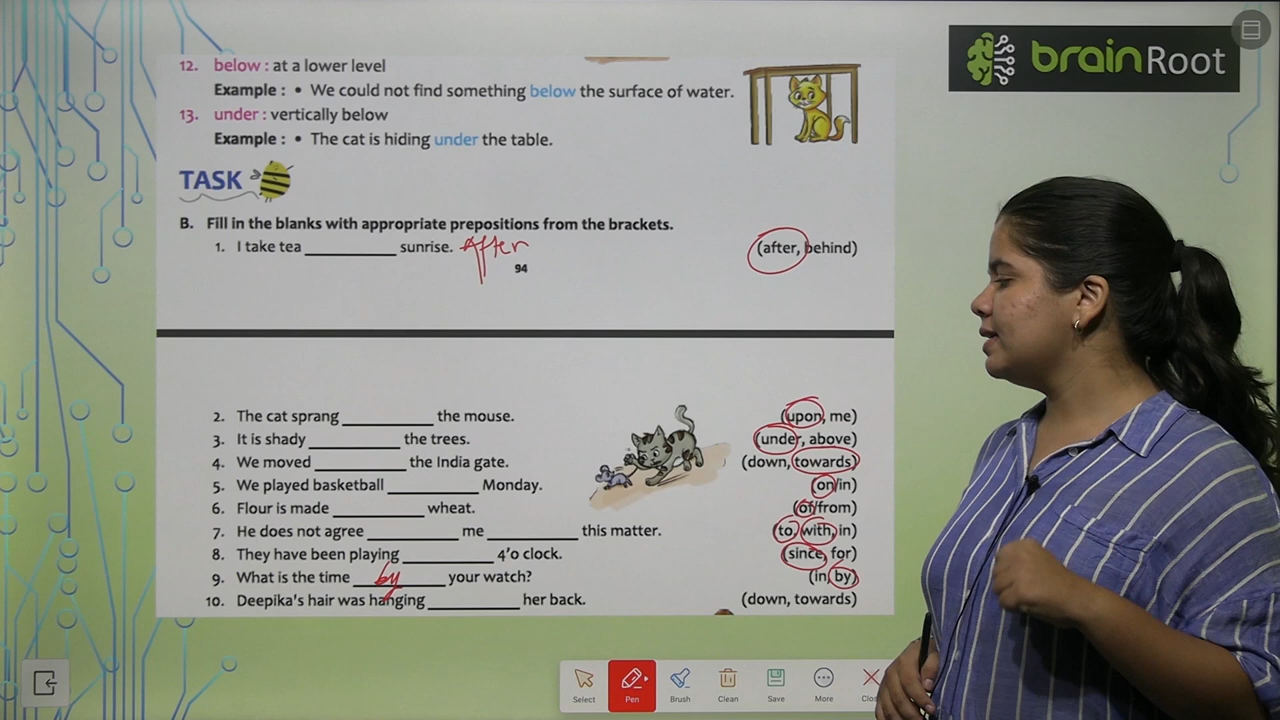 brainRoot
12. below : at a lower level
Example : • We could not find something below the surface of water.
13. under : vertically below
Example : • The cat is hiding under the table.
TASK
B. Fill in the blanks with appropriate prepositions from the brackets.
1. I take tea __________ sunrise. After (after, behind)
94
2. The cat sprang __________ the mouse. (upon, me)
3. It is shady __________ the trees. (under, above)
4. We moved __________ the India gate. (down, towards)
5. We played basketball __________ Monday. (on/in)
6. Flour is made __________ wheat. (of/from)
7. He does not agree __________ me __________ this matter. (to, with, in)
8. They have been playing __________ 4'o clock. (since, for)
9. What is the time by your watch? (in, by)
10. Deepika's hair was hanging __________ her back. (down, towards)
Select Pen Brush Clean Save More Clos